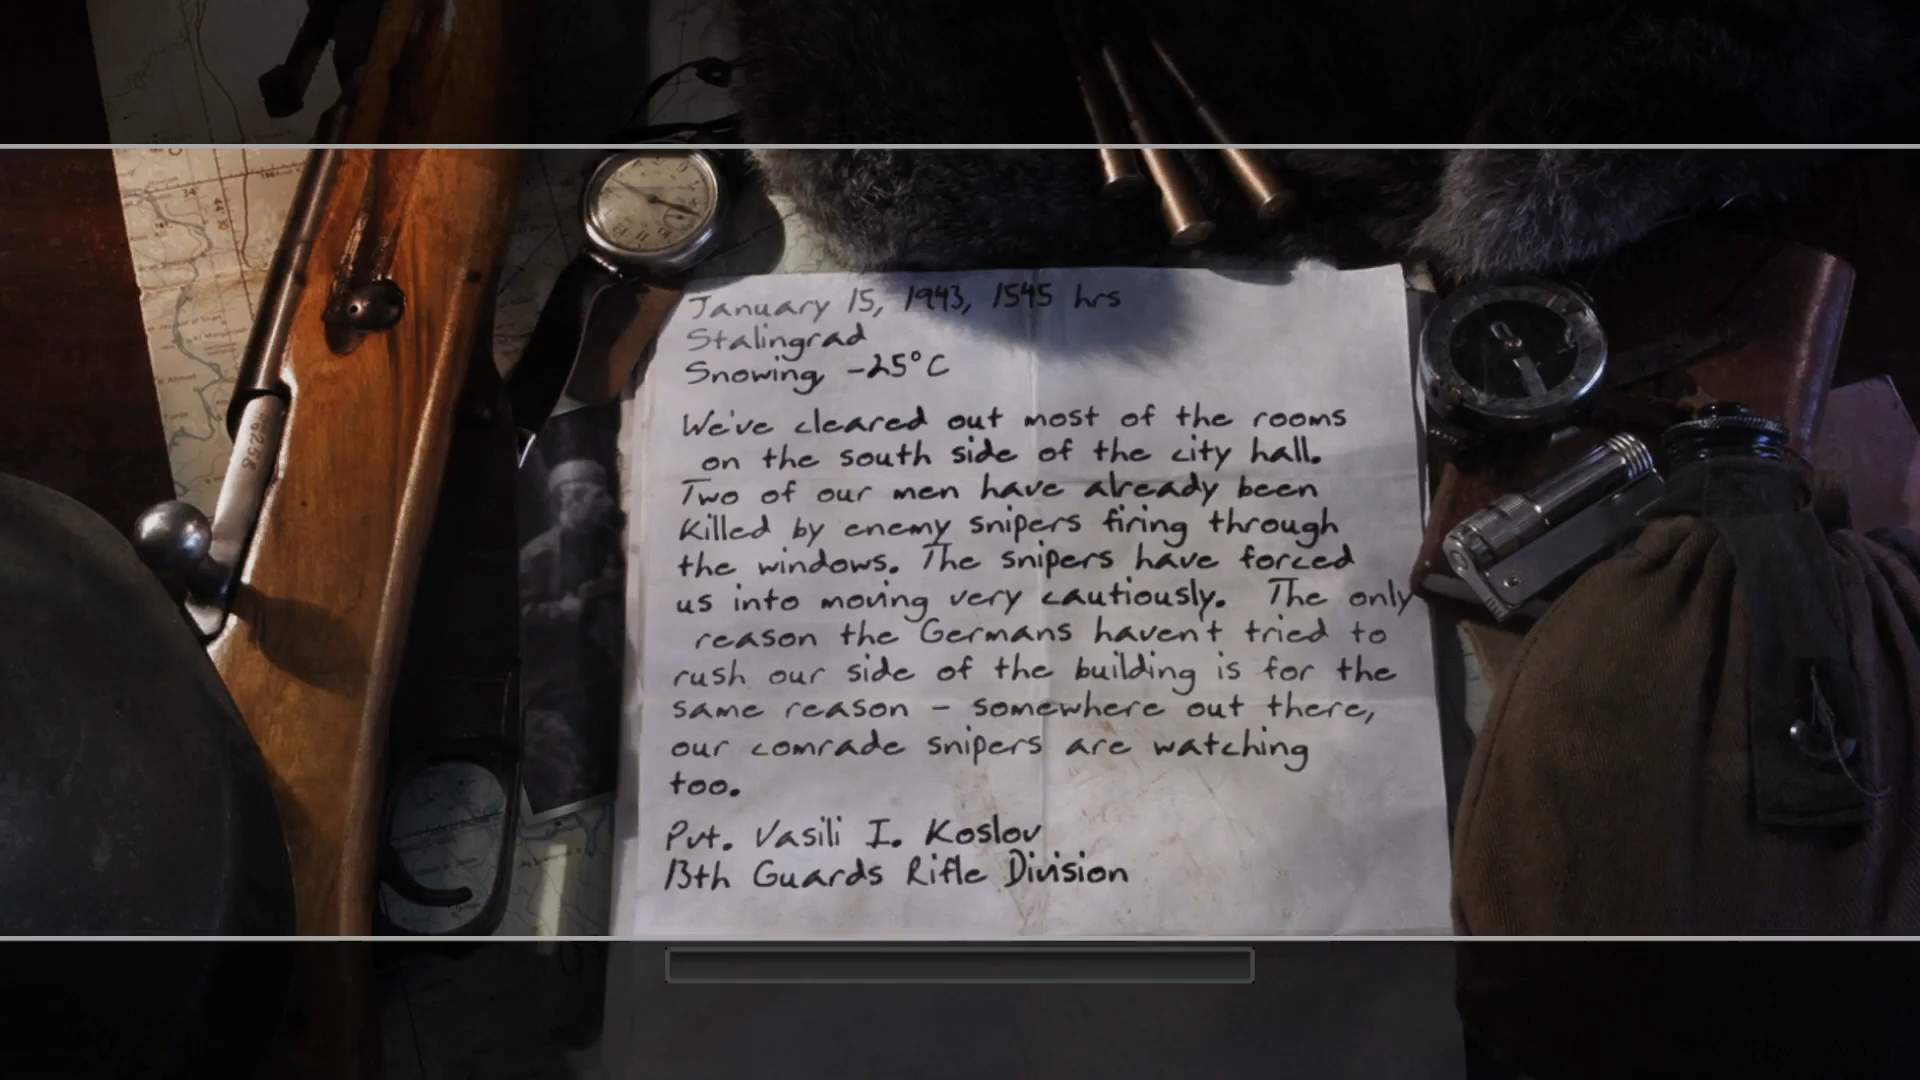 January 15, 1943, 1545 hrs
Stalingrad
Snowing, -25°C
We've cleared out most of the rooms
on the south side of the city hall.
Two of our men have already been
killed by enemy snipers firing through
the windows. The snipers have forced
us into moving very cautiously. The only
reason the Germans haven't tried to
rush our side of the building is for the
same reason - somewhere out there,
our comrade snipers are watching
too.
Pvt. Vasili I. Koslov
13th Guards Rifle Division